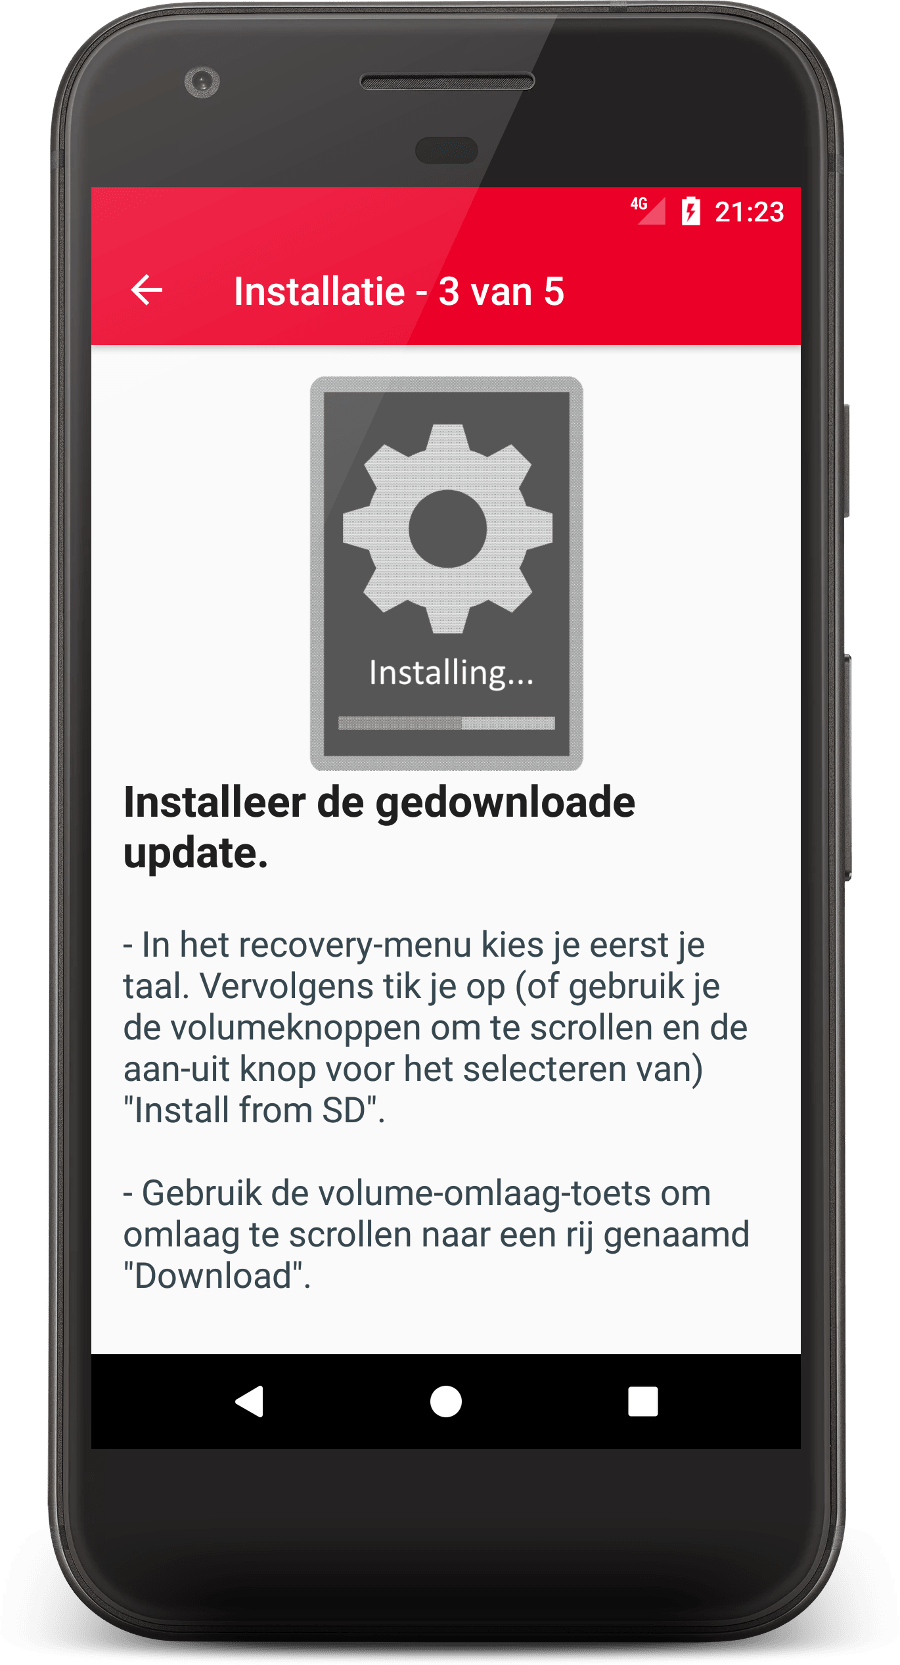 4G 21:23
Installatie - 3 van 5
Installing...
Installeer de gedownloade
update.
- In het recovery-menu kies je eerst je
taal. Vervolgens tik je op (of gebruik je
de volumeknoppen om te scrollen en de
aan-uit knop voor het selecteren van)
"Install from SD".
- Gebruik de volume-omlaag-toets om
omlaag te scrollen naar een rij genaamd
"Download".